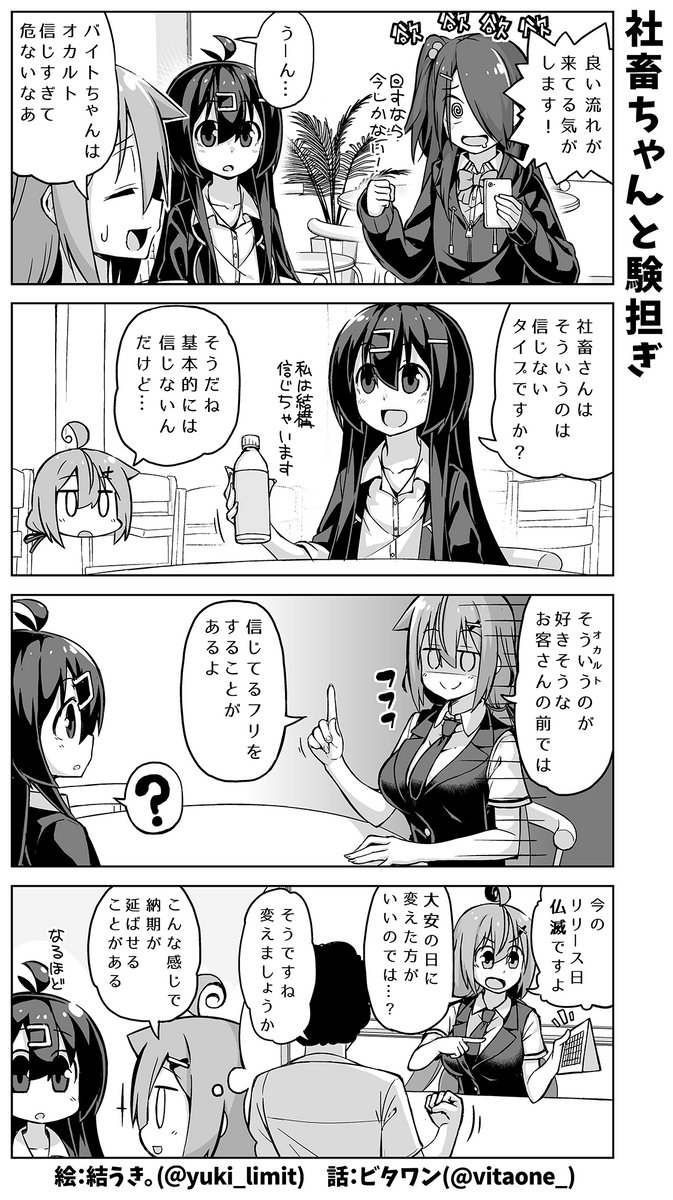 社畜ちゃんと験担ぎ
良い流れが
来てる気が
します！
回すなら
今しかない！
うーん…
バイトちゃんは
オカルト
信じすぎて
危ないなあ
社畜さんは
そういうのは
信じない
タイプですか？
私は結構
信じちゃいます
そうだね
基本的には
信じないん
だけど…
オカルト
そういうのが
好きそうな
お客さんの前では
信じてるフリを
することが
あるよ
？
今の
リリース日
仏滅ですよ
大安の日に
変えた方が
いいのでは…？
そうですね
変えましょうか
こんな感じで
納期が
延ばせる
ことがある
なるほど
絵：結うき。(@yuki_limit)　話：ビタワン(@vitaone_)